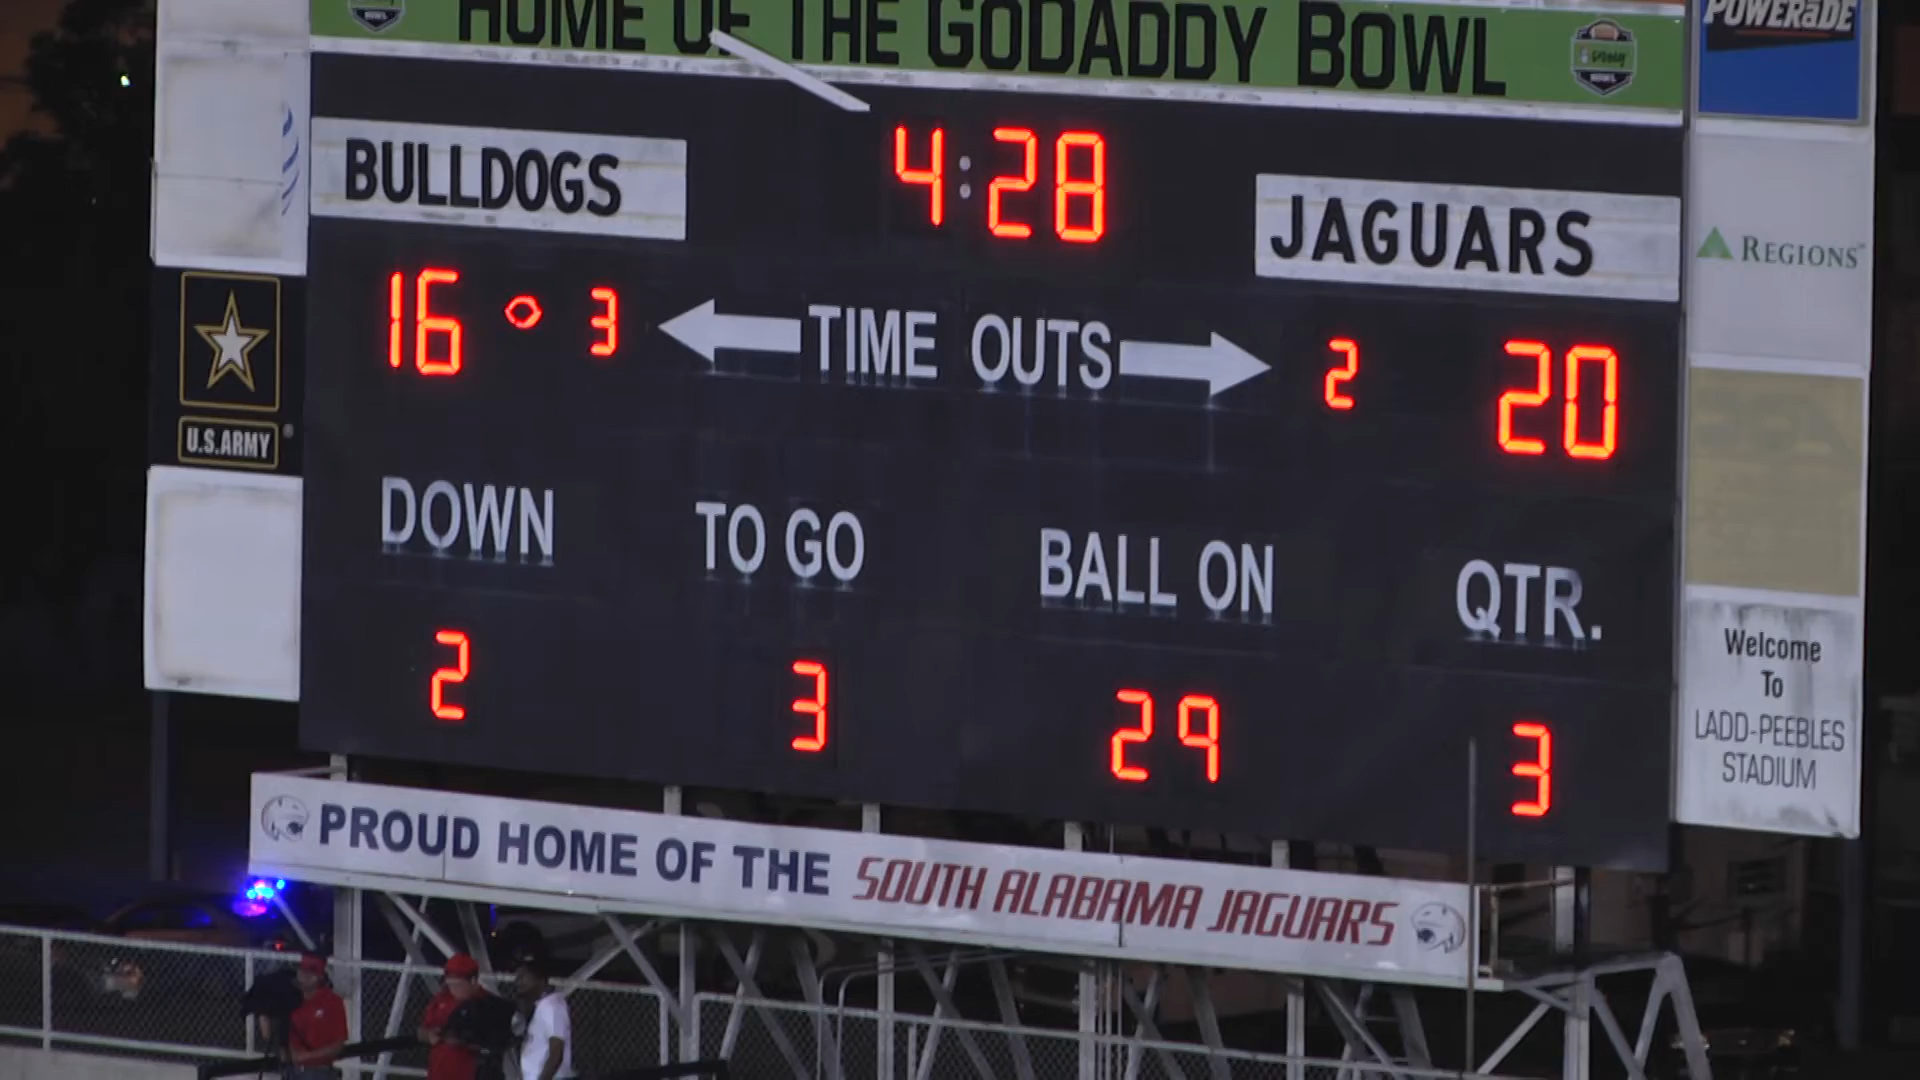 HOME OF THE GODADDY BOWL
POWERADE
BULLDOGS
4:28
JAGUARS
REGIONS
16 3
TIME OUTS
2 20
U.S.ARMY
DOWN
TO GO
BALL ON
QTR.
2
3
29
3
Welcome
To
LADD-PEEBLES
STADIUM
PROUD HOME OF THE SOUTH ALABAMA JAGUARS